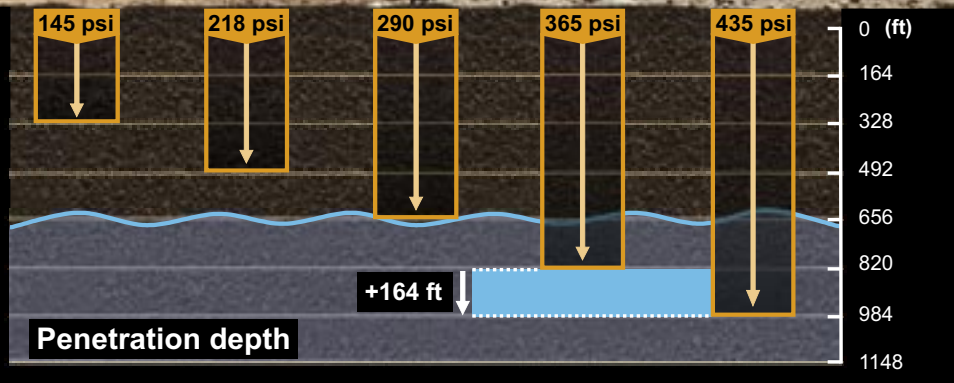 145 psi
218 psi
290 psi
365 psi
435 psi
0 (ft)
164
328
492
656
820
984
1148
+164 ft
Penetration depth